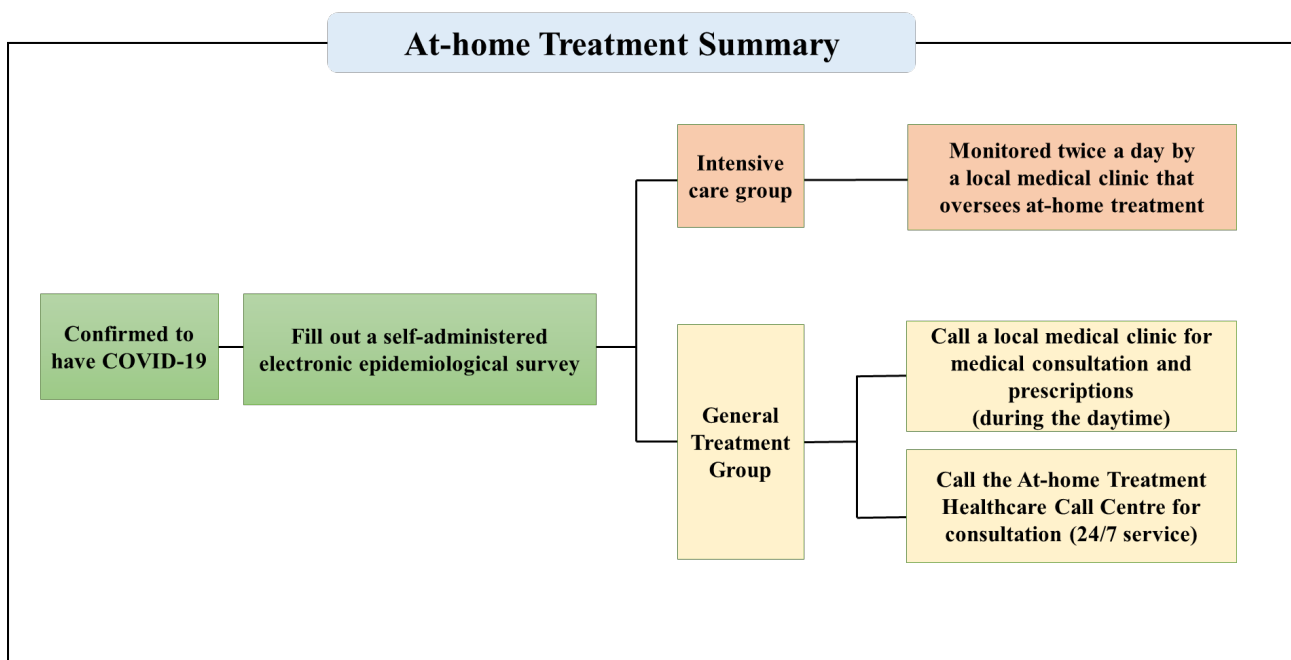 At-home Treatment Summary
Confirmed to
have COVID-19
Fill out a self-administered
electronic epidemiological survey
Intensive
care group
Monitored twice a day by
a local medical clinic that
oversees at-home treatment
General
Treatment
Group
Call a local medical clinic for
medical consultation and
prescriptions
(during the daytime)
Call the At-home Treatment
Healthcare Call Centre for
consultation (24/7 service)